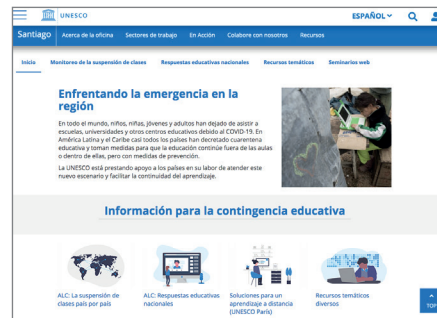 UNESCO
ESPAÑOL
Santiago Acerca de la oficina Sectores de trabajo En Acción Colabore con nosotros Recursos
Inicio Monitoreo de la suspensión de clases Respuestas educativas nacionales Recursos temáticos Seminarios web
Enfrentando la emergencia en la
región
En todo el mundo, niños, niñas, jóvenes y adultos han dejado de asistir a
escuelas, universidades y otros centros educativos debido al COVID-19. En
América Latina y el Caribe casi todos los países han decretado cuarentena
educativa y toman medidas para que la educación continúe fuera de las aulas
o dentro de ellas, pero con medidas de prevención.
La UNESCO está prestando apoyo a los países en su labor de atender este
nuevo escenario y facilitar la continuidad del aprendizaje.
Información para la contingencia educativa
ALC: La suspensión de
clases país por país
ALC: Respuestas educativas
nacionales
Soluciones para un
aprendizaje a distancia
(UNESCO París)
Recursos temáticos
diversos
TOP